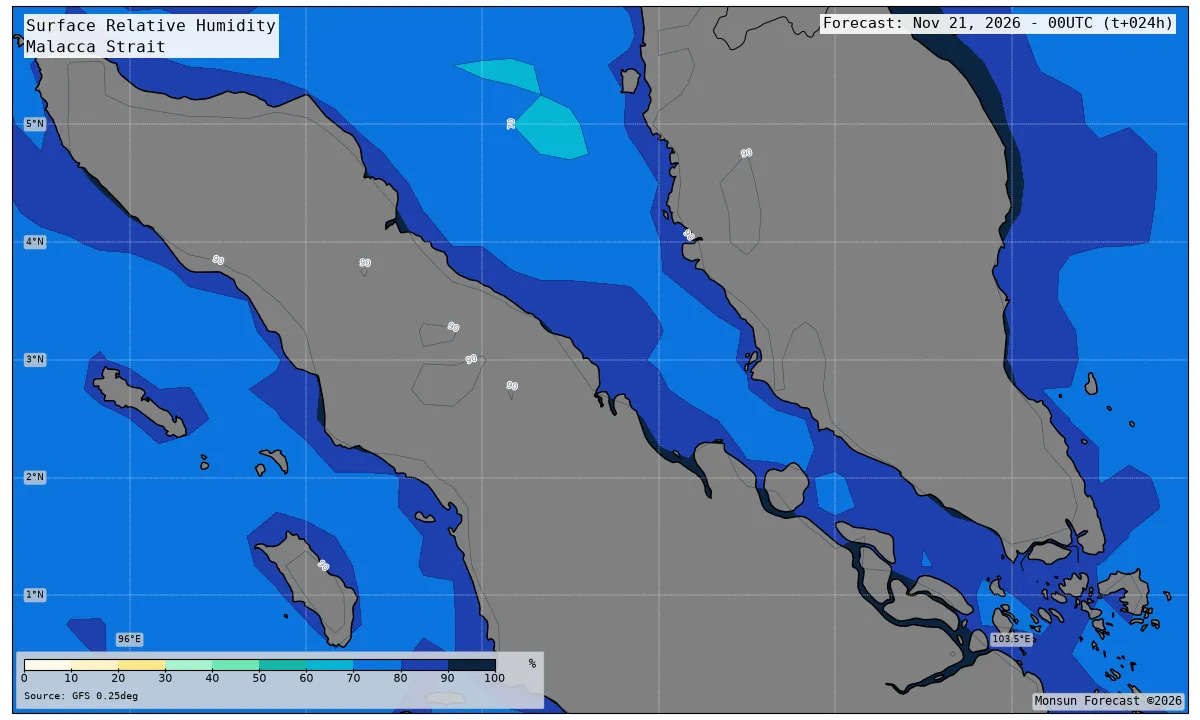 Surface Relative Humidity
Malacca Strait
Forecast: Nov 21, 2026 - 00UTC (t+024h)
70
5°N
90
90
4°N
90
90
90
3°N
90
90
2°N
90
1°N
96°E
103.5°E
%
0 10 20 30 40 50 60 70 80 90 100
Source: GFS 0.25deg
Monsun Forecast ©2026